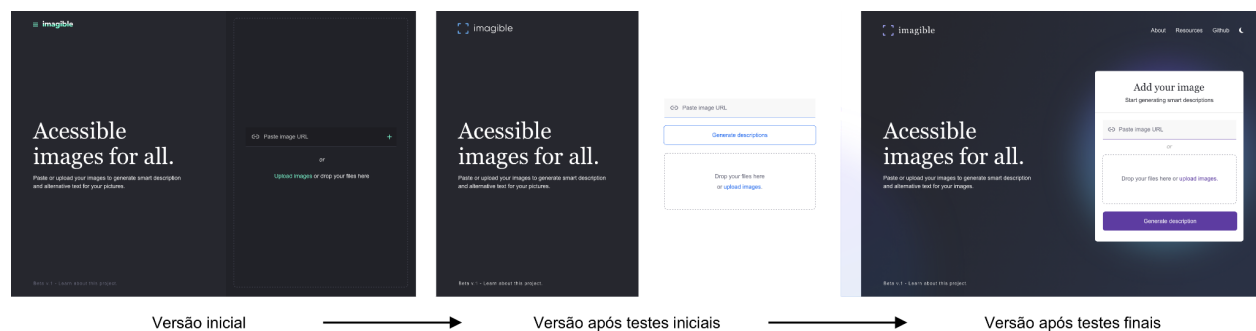 imagible
Acessible
images for all.
Paste or upload your images to generate smart description
and alternative text for your pictures.
Beta v.1 - Learn about this project.
Paste image URL
+
or
Upload images or drop your files here
imagible
Acessible
images for all.
Paste or upload your images to generate smart description
and alternative text for your pictures.
Beta v.1 - Learn about this project.
Paste image URL
Generate descriptions
Drop your files here
or upload images.
imagible
About Resources Github
Acessible
images for all.
Paste or upload your images to generate smart description
and alternative text for your images.
Beta v.1 - Learn about this project.
Add your image
Start generating smart descriptions
Paste image URL
or
Drop your files here or upload images.
Generate description
Versão inicial
Versão após testes iniciais
Versão após testes finais